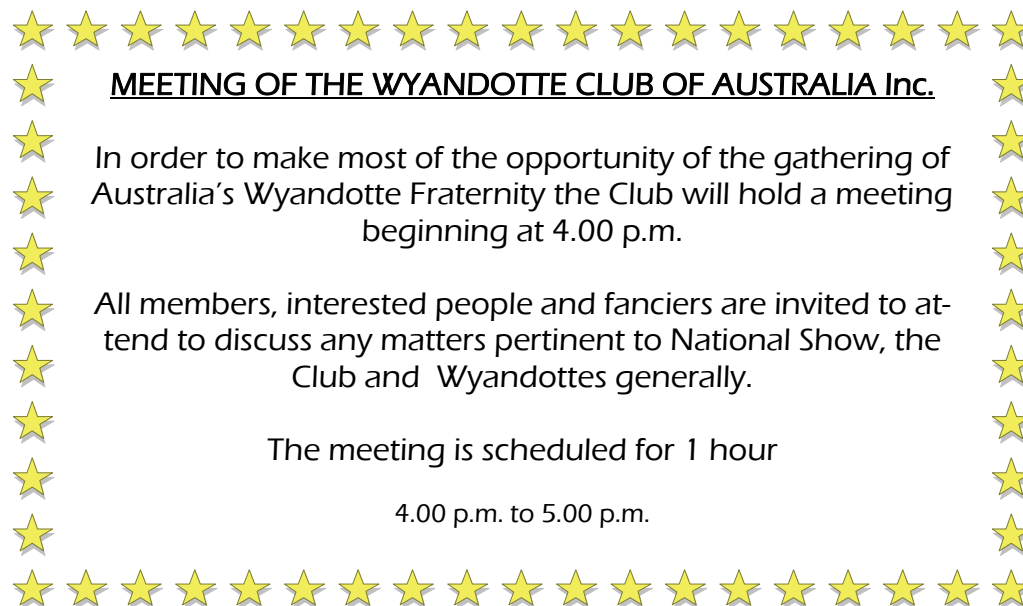 MEETING OF THE WYANDOTTE CLUB OF AUSTRALIA Inc.
In order to make most of the opportunity of the gathering of
Australia's Wyandotte Fraternity the Club will hold a meeting
beginning at 4.00 p.m.
All members, interested people and fanciers are invited to at-
tend to discuss any matters pertinent to National Show, the
Club and  Wyandottes generally.
The meeting is scheduled for 1 hour
4.00 p.m. to 5.00 p.m.